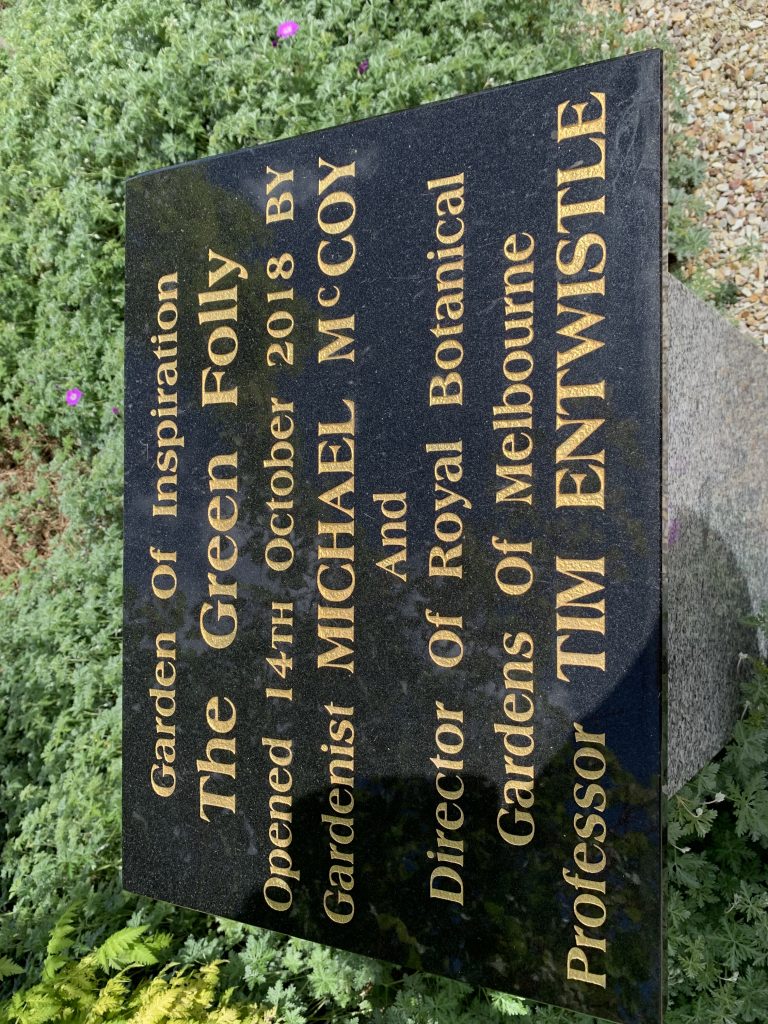 Garden Of Inspiration
The Green Folly
Opened 14TH October 2018 BY
Gardenist MICHAEL McCOY
And
Director Of Royal Botanical
Gardens Of Melbourne
Professor TIM ENTWISTLE